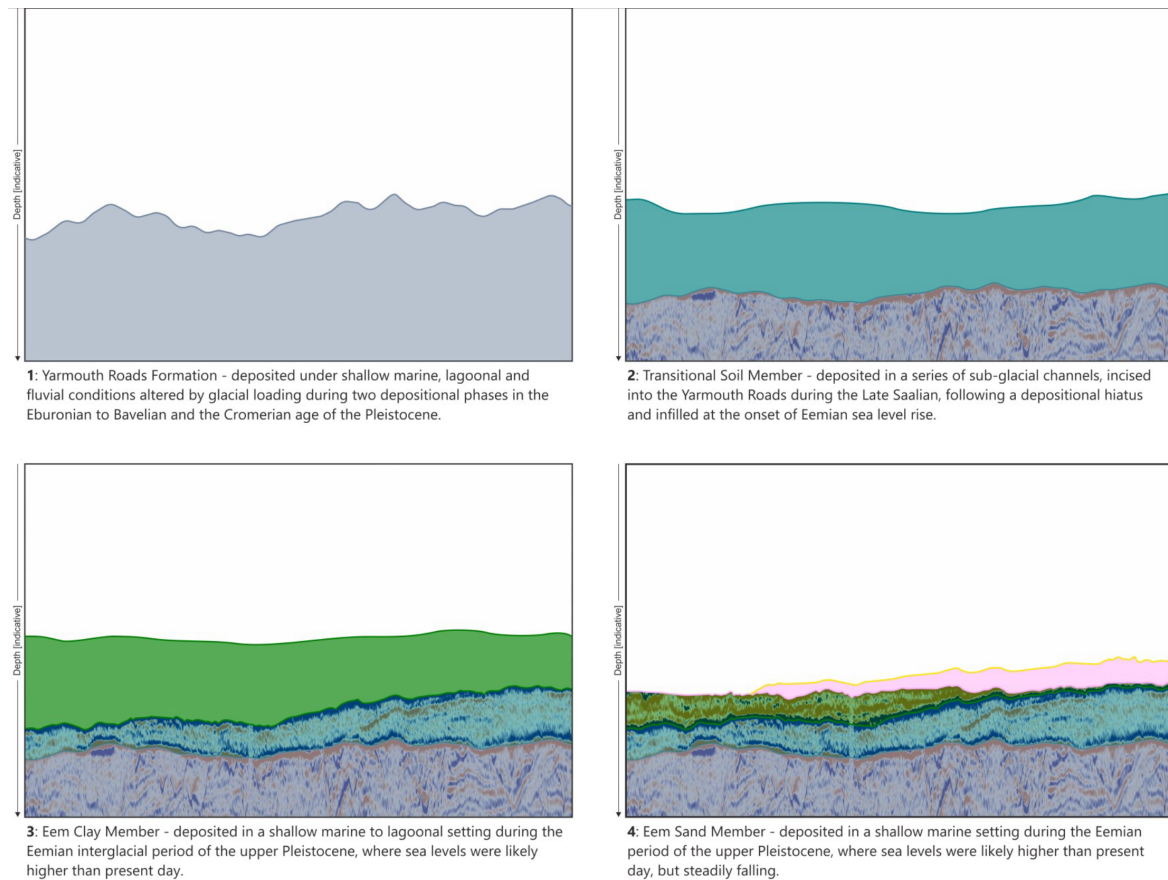 Depth [indicative]
1: Yarmouth Roads Formation - deposited under shallow marine, lagoonal and
fluvial conditions altered by glacial loading during two depositional phases in the
Eburonian to Bavelian and the Cromerian age of the Pleistocene.
Depth [indicative]
2: Transitional Soil Member - deposited in a series of sub-glacial channels, incised
into the Yarmouth Roads during the Late Saalian, following a depositional hiatus
and infilled at the onset of Eemian sea level rise.
Depth [indicative]
3: Eem Clay Member - deposited in a shallow marine to lagoonal setting during the
Eemian interglacial period of the upper Pleistocene, where sea levels were likely
higher than present day.
Depth [indicative]
4: Eem Sand Member - deposited in a shallow marine setting during the Eemian
period of the upper Pleistocene, where sea levels were likely higher than present
day, but steadily falling.